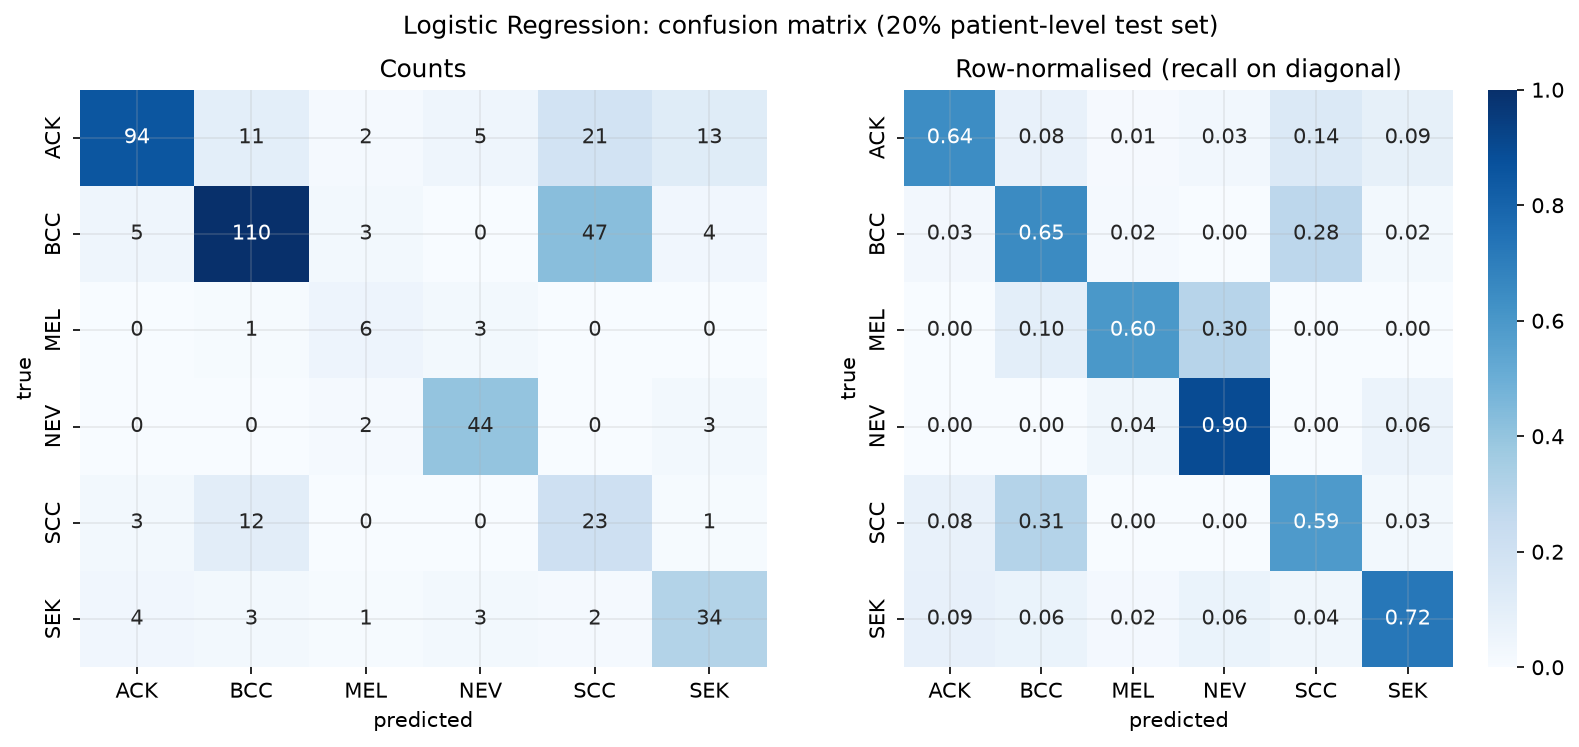 Logistic Regression: confusion matrix (20% patient-level test set)
Counts
ACK 94 11 2 5 21 13
BCC 5 110 3 0 47 4
MEL 0 1 6 3 0 0
NEV 0 0 2 44 0 3
SCC 3 12 0 0 23 1
SEK 4 3 1 3 2 34
true
ACK BCC MEL NEV SCC SEK
predicted
Row-normalised (recall on diagonal)
ACK 0.64 0.08 0.01 0.03 0.14 0.09
BCC 0.03 0.65 0.02 0.00 0.28 0.02
MEL 0.00 0.10 0.60 0.30 0.00 0.00
NEV 0.00 0.00 0.04 0.90 0.00 0.06
SCC 0.08 0.31 0.00 0.00 0.59 0.03
SEK 0.09 0.06 0.02 0.06 0.04 0.72
true
ACK BCC MEL NEV SCC SEK
predicted
1.0
0.8
0.6
0.4
0.2
0.0